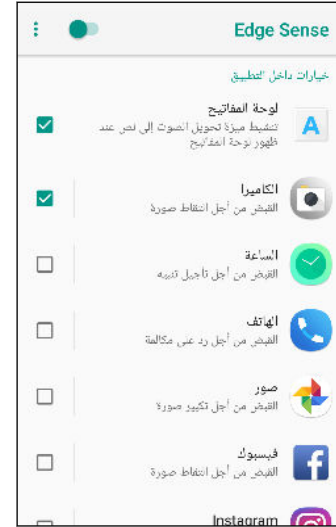 Edge Sense
خيارات داخل التطبيق
لوحة المفاتيح
تنشيط ميزة تحويل الصوت إلى نص عند
ظهور لوحة المفاتيح
الكاميرا
القبض من أجل التقاط صورة
الساعة
القبض من أجل تأجيل تنبيه
الهاتف
القبض من أجل رد على مكالمة
صور
القبض من أجل تكبير صورة
فيسبوك
القبض من أجل التقاط صورة
Instagram